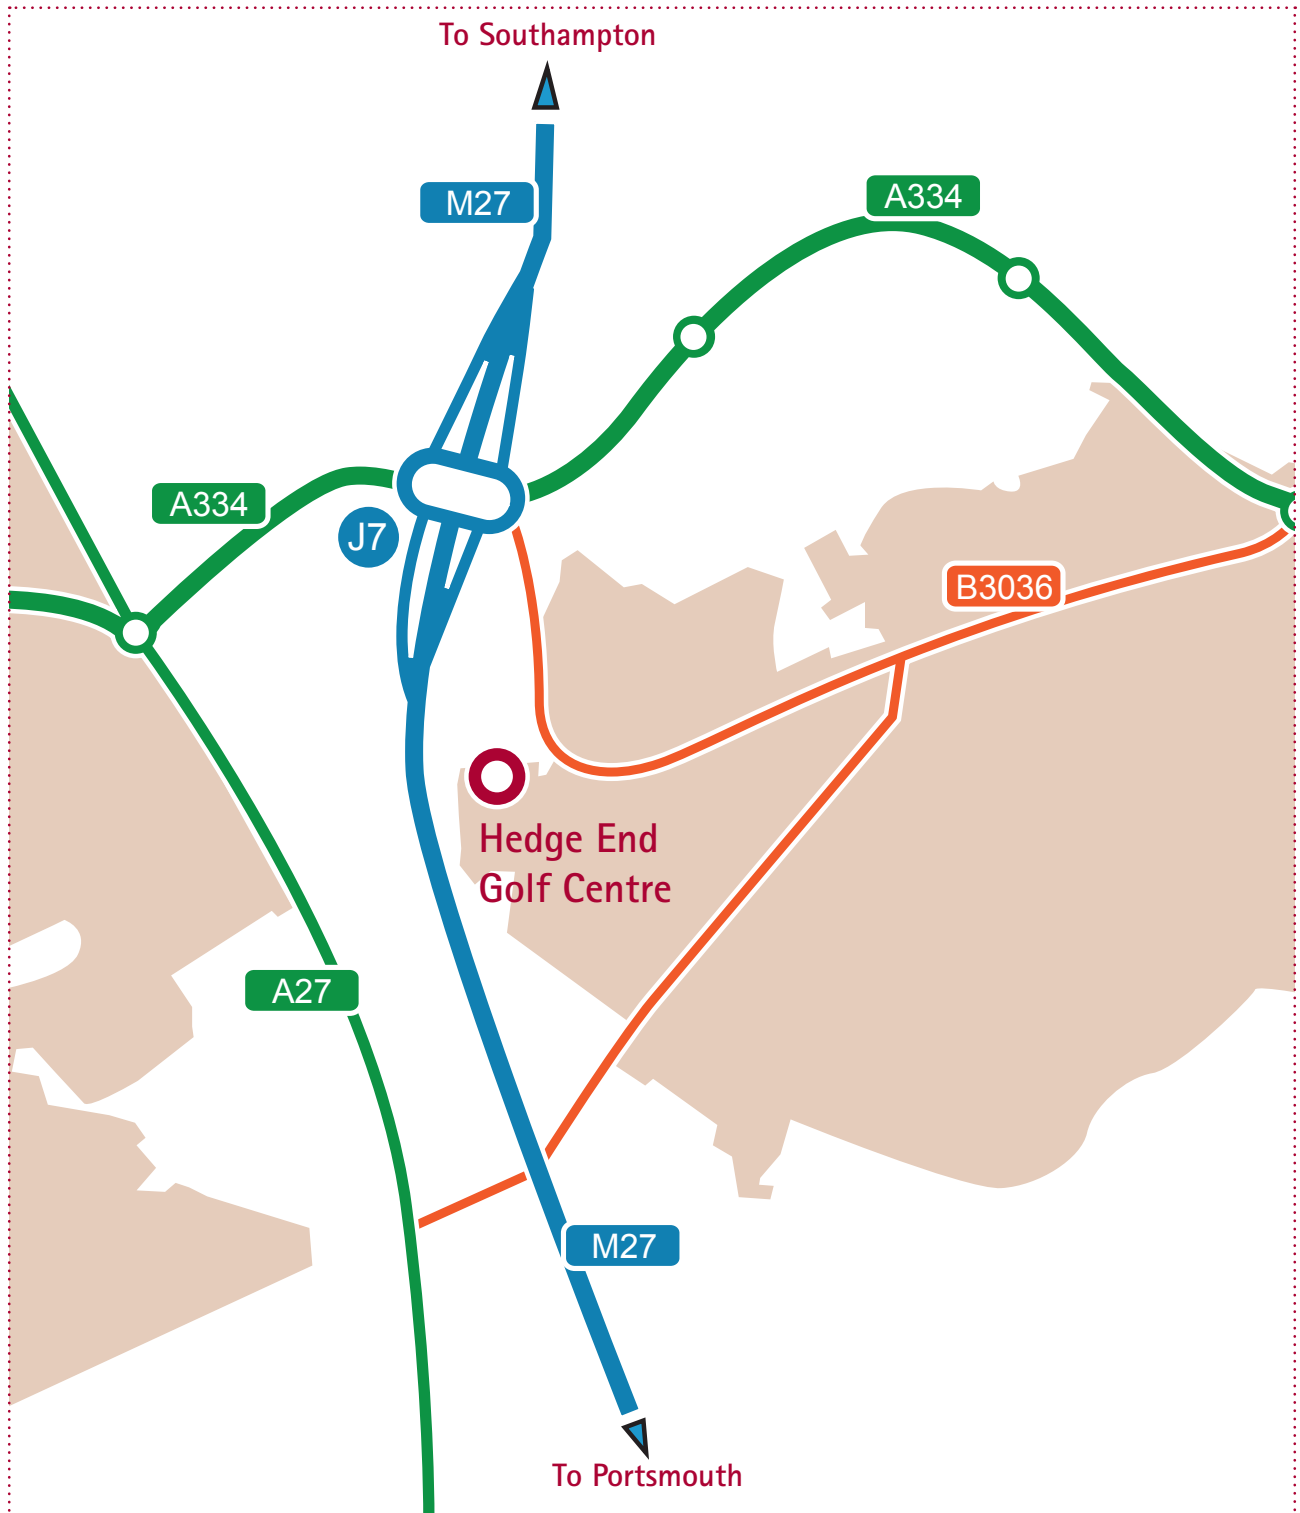 To Southampton
M27
A334
A334
J7
B3036
Hedge End
Golf Centre
A27
M27
To Portsmouth